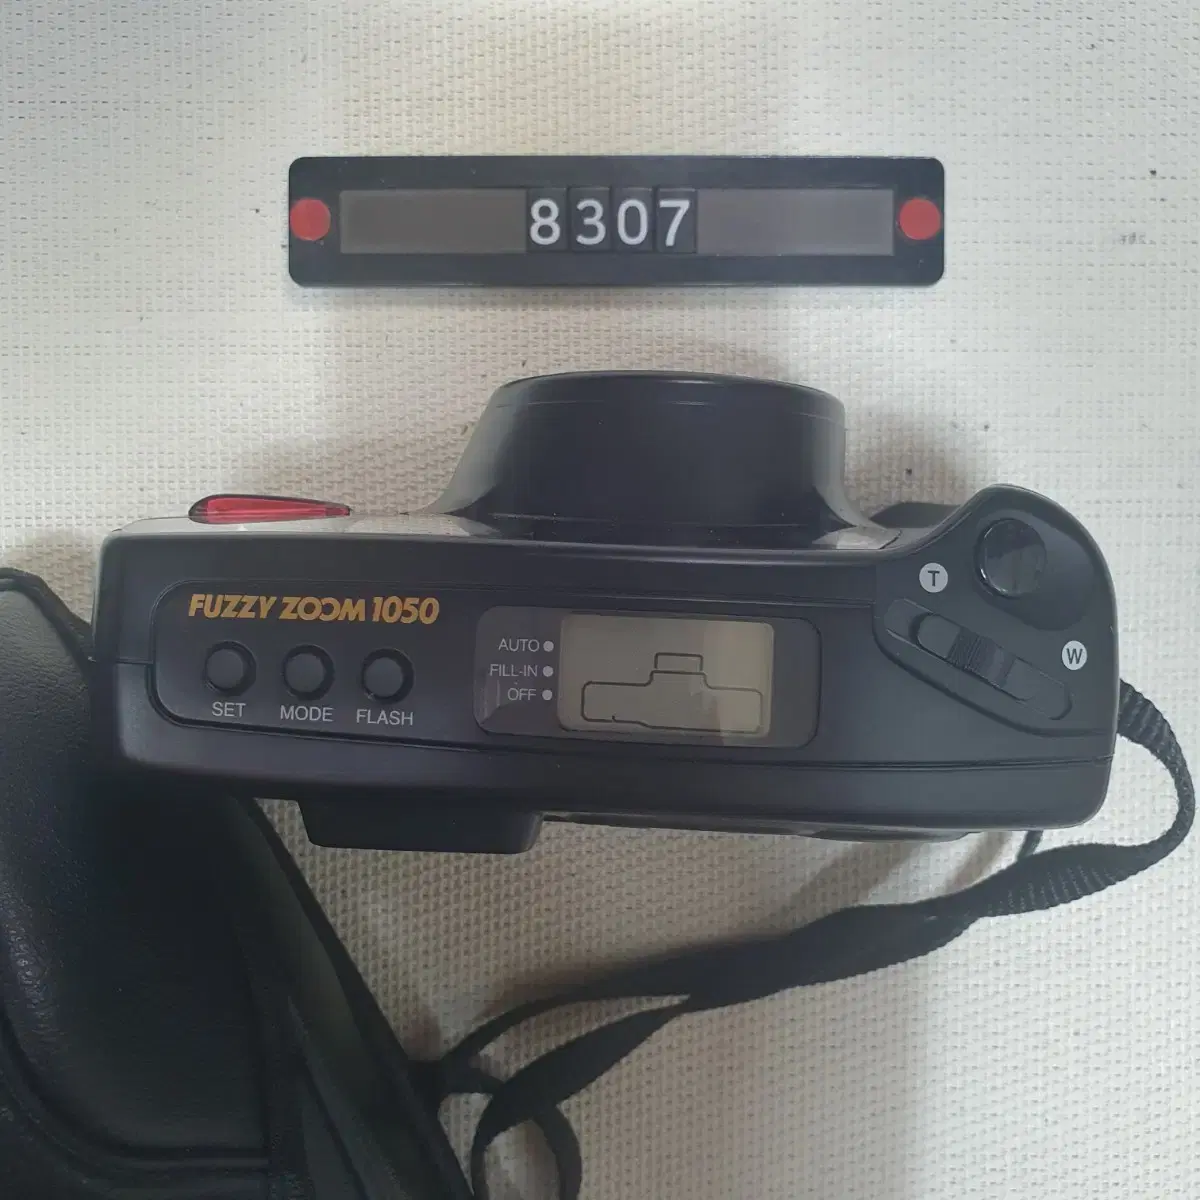 8307
FUZZY ZOOM 1050
SET MODE FLASH
AUTO
FILL-IN
OFF
T
W